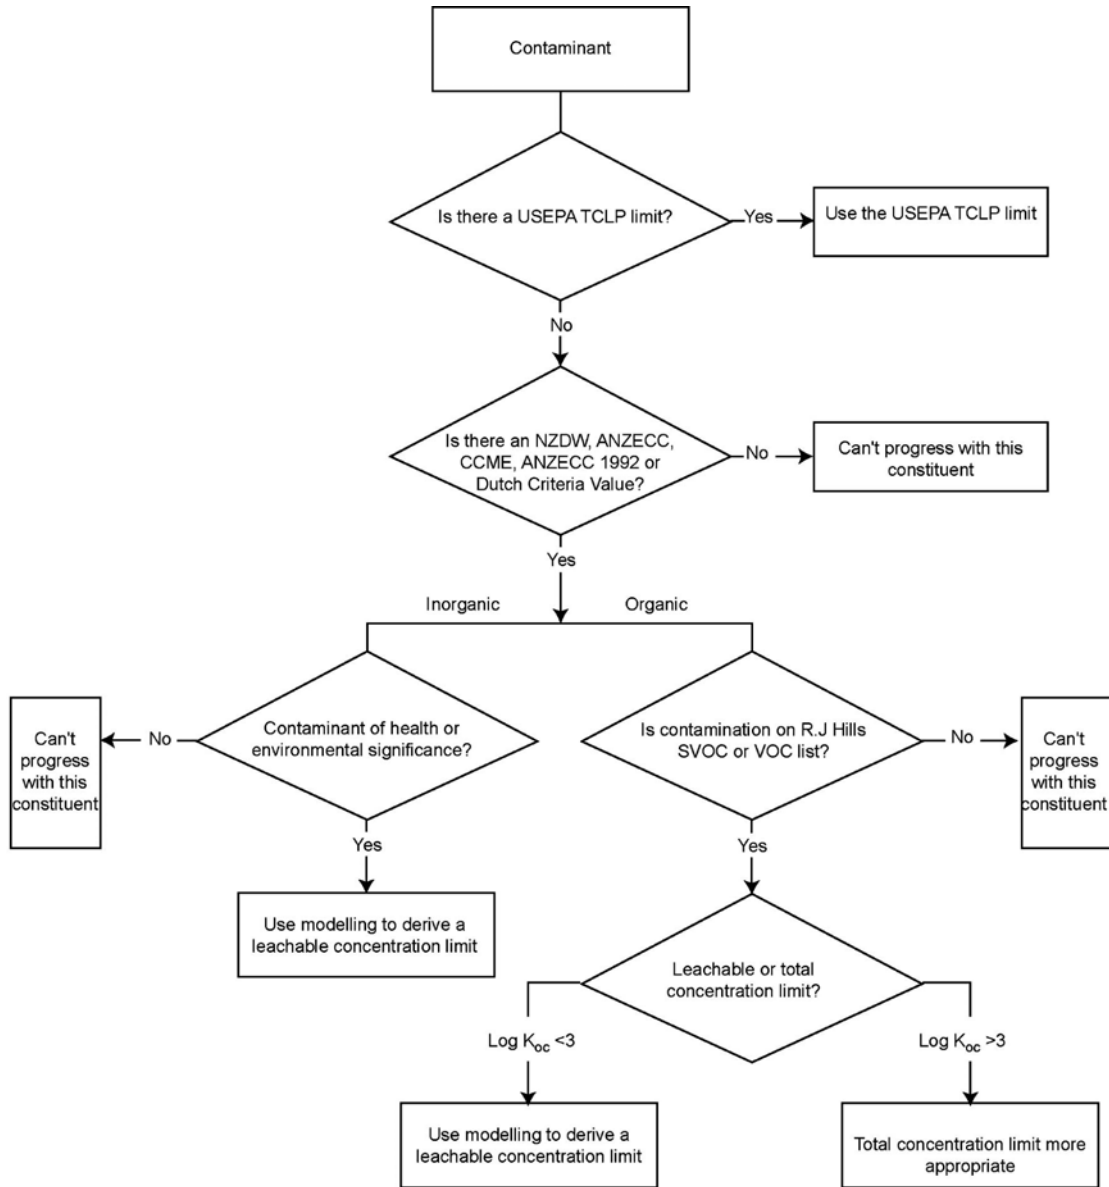 Contaminant
Is there a USEPA TCLP limit?
Yes
Use the USEPA TCLP limit
No
Is there an NZDW, ANZECC,
CCME, ANZECC 1992 or
Dutch Criteria Value?
No
Can't progress with this
constituent
Yes
Inorganic
Organic
Can't
progress
with this
constituent
No
Contaminant of health or
environmental significance?
Is contamination on R.J Hills
SVOC or VOC list?
No
Can't
progress
with this
constituent
Yes
Yes
Use modelling to derive a
leachable concentration limit
Leachable or total
concentration limit?
Log Koc <3
Log Koc >3
Use modelling to derive a
leachable concentration limit
Total concentration limit more
appropriate